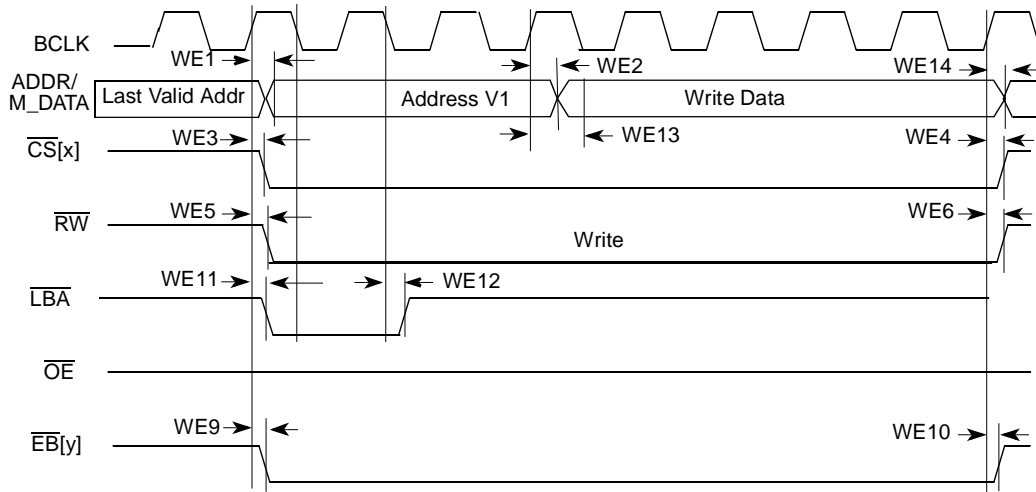 BCLK
WE1
WE2
WE14
ADDR/
M_DATA
Last Valid Addr
Address V1
Write Data
WE3
WE13
WE4
CS[x]
WE5
WE6
RW
Write
WE11
WE12
LBA
OE
WE9
WE10
EB[y]